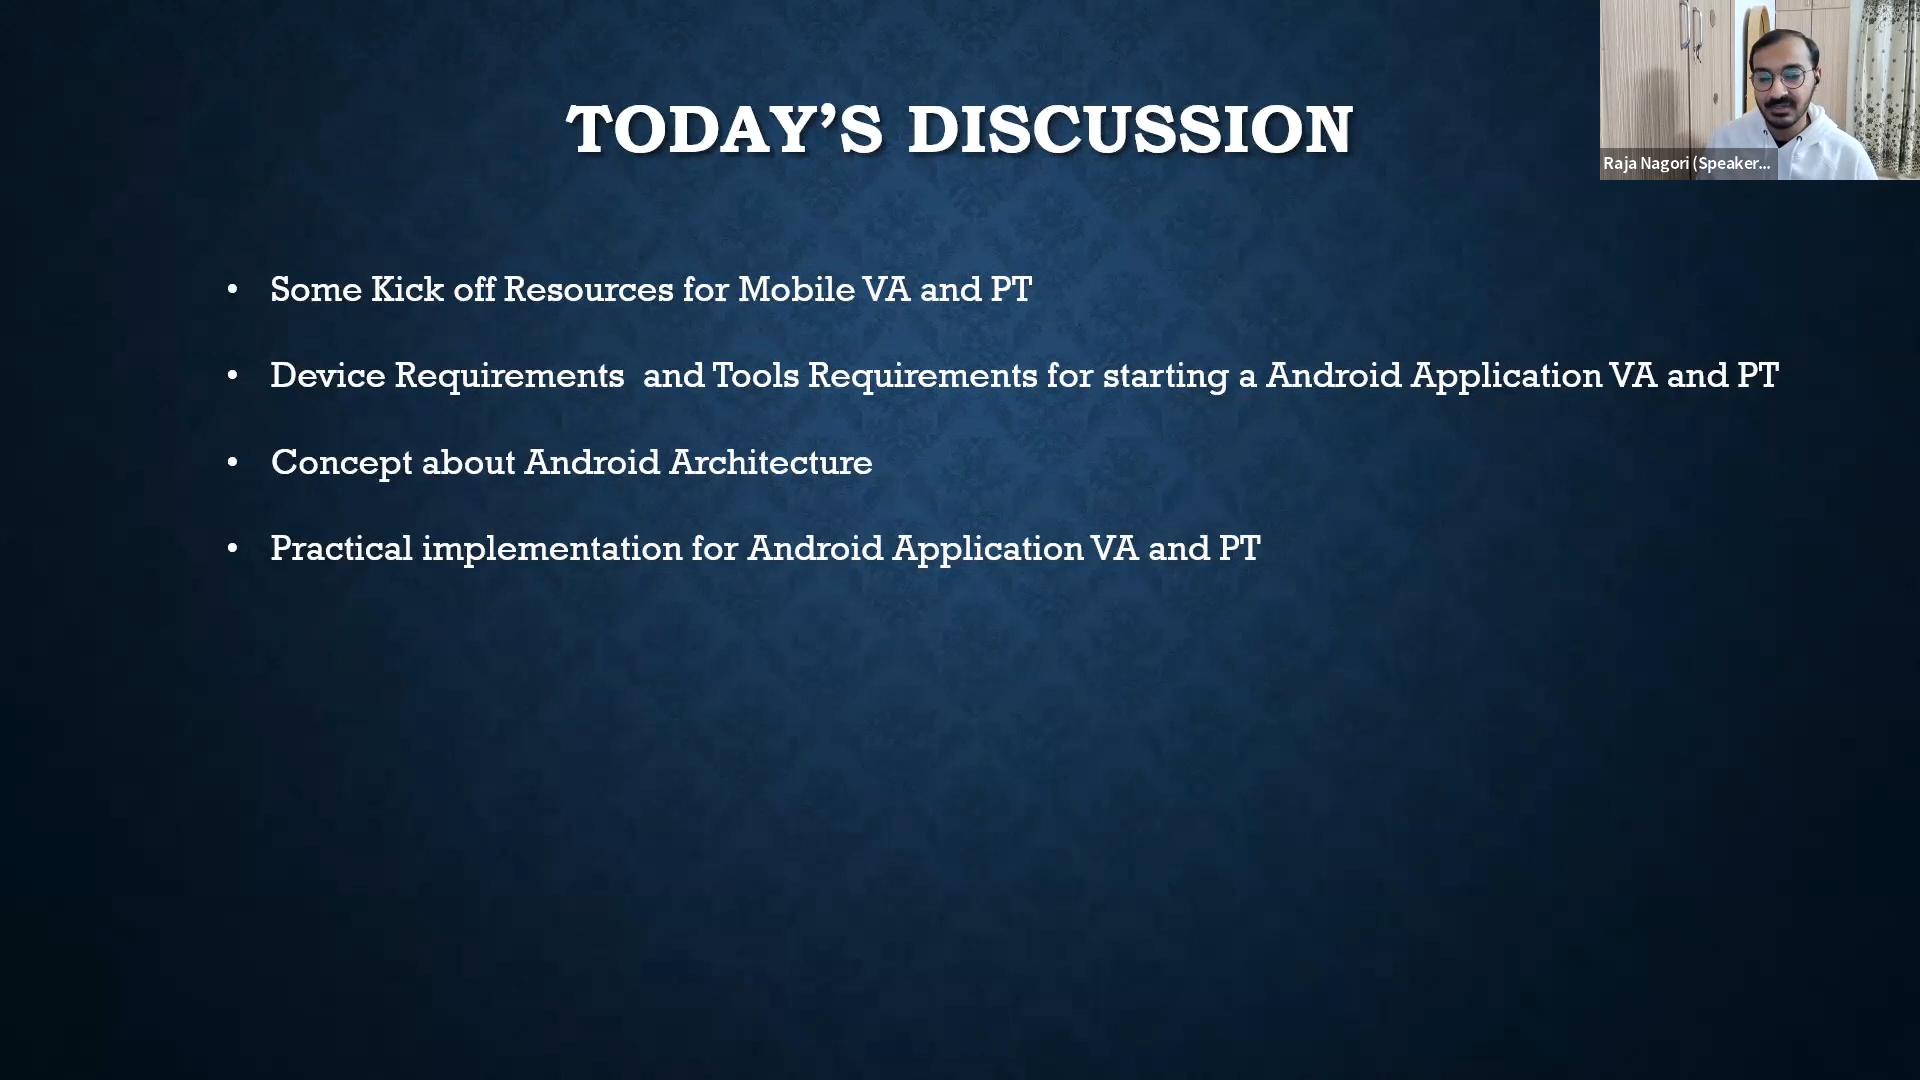 TODAY’S DISCUSSION
Raja Nagori (Speaker...
• Some Kick off Resources for Mobile VA and PT
• Device Requirements  and Tools Requirements for starting a Android Application VA and PT
• Concept about Android Architecture
• Practical implementation for Android Application VA and PT